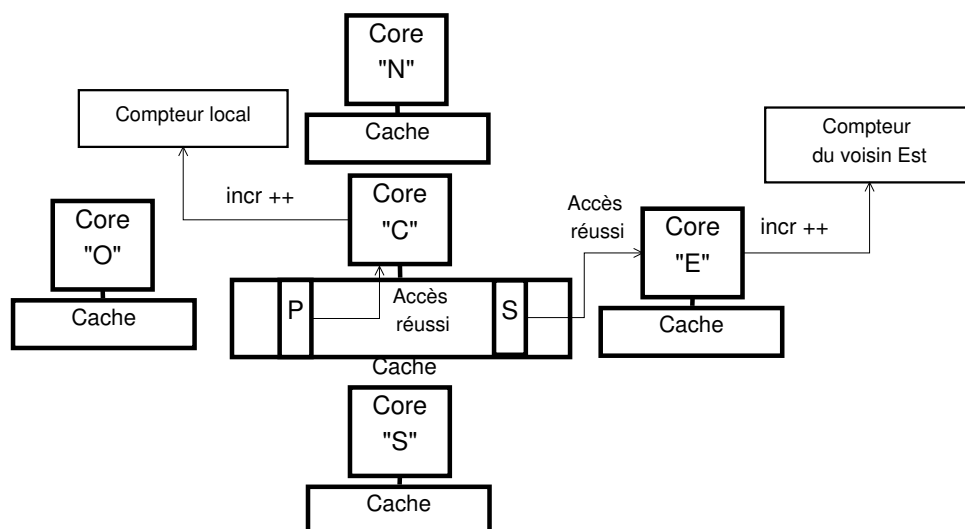 Core
"N"
Cache
Compteur local
incr ++
Core
"C"
Core
"O"
Cache
P
Accès
réussi
S
Cache
Accès
réussi
Core
"E"
Cache
incr ++
Compteur
du voisin Est
Core
"S"
Cache